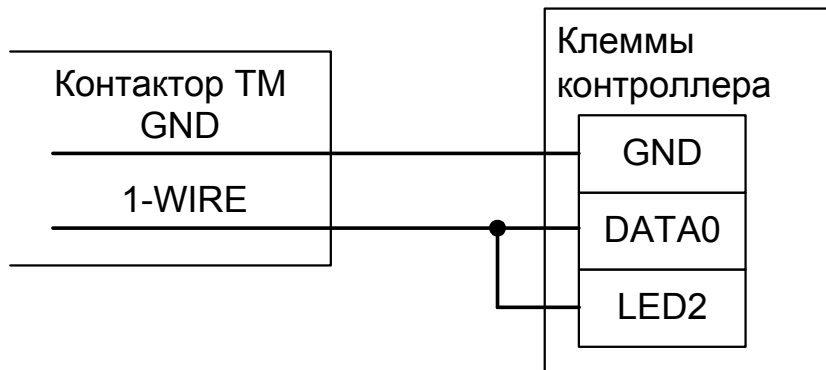 Контактор ТМ
GND
1-WIRE
Клеммы
контроллера
GND
DATA0
LED2